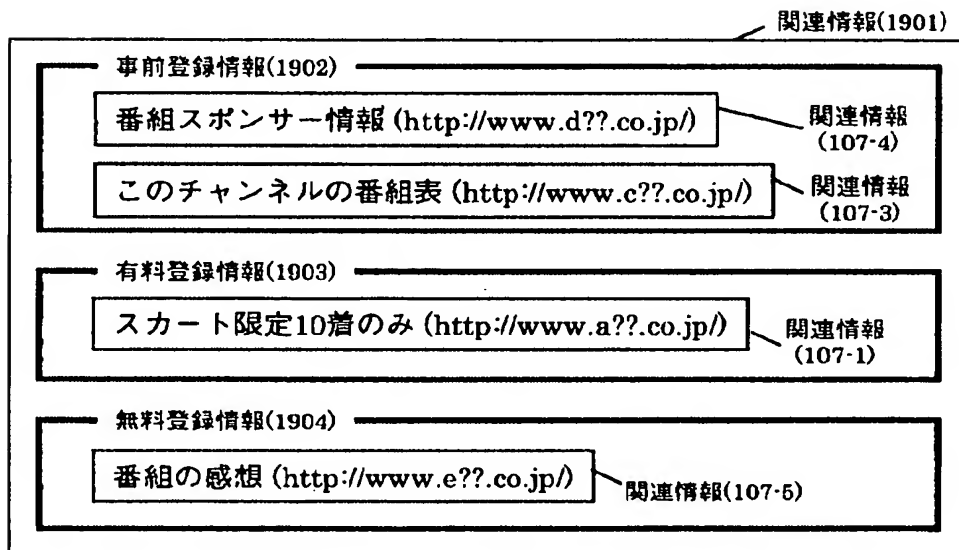 関連情報(1901)
事前登録情報(1902)
番組スポンサー情報 (http://www.d??.co.jp/)
関連情報
(107-4)
このチャンネルの番組表 (http://www.c??.co.jp/)
関連情報
(107-3)
有料登録情報(1903)
スカート限定10着のみ (http://www.a??.co.jp/)
関連情報
(107-1)
無料登録情報(1904)
番組の感想 (http://www.e??.co.jp/)
関連情報(107-5)